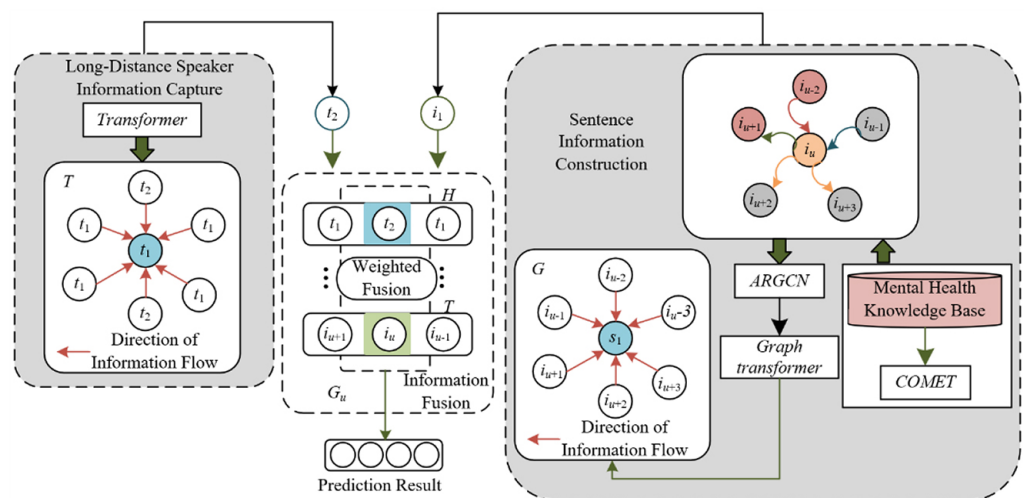 Long-Distance Speaker
Information Capture
Transformer
T
t2
t1
t1
t1
t1
t1
t2
Direction of
Information Flow
t2
i1
H
t1
t2
t1
Weighted
Fusion
T
iu+1
iu
iu-1
Gu
Information
Fusion
Prediction Result
Sentence
Information
Construction
iu-2
iu+1
iu-1
iu
iu+2
iu+3
G
iu-2
iu-1
iu-3
s1
iu+1
iu+3
iu+2
Direction of
Information Flow
ARGCN
Graph
transformer
Mental Health
Knowledge Base
COMET